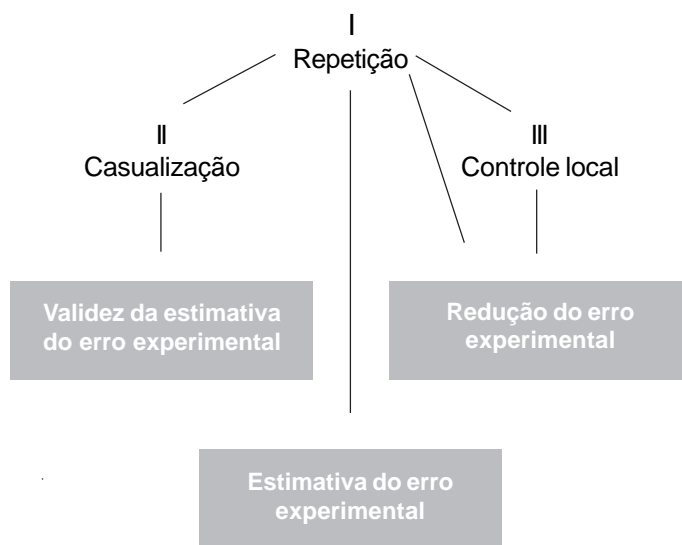 I
Repetição
II
Casualização
III
Controle local
Validez da estimativa
do erro experimental
Redução do erro
experimental
Estimativa do erro
experimental